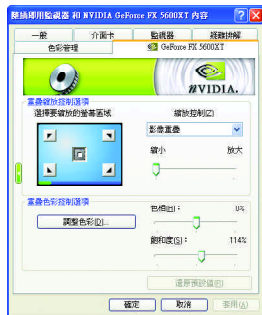 隨插即用監視器 和 NVIDIA GeForce FX 5600XT 內容
一般 介面卡 監視器 疑難排解
色彩管理 GeForce FX 5600XT
NVIDIA.
重疊縮放控制選項
選擇要縮放的螢幕區域 縮放控制(Z)
影像重疊
縮小 放大
重疊色彩控制選項
調整色彩(D)...
色相(H)： 0%
飽和度(S)： 114%
還原預設值(R)
確定 取消 套用(A)